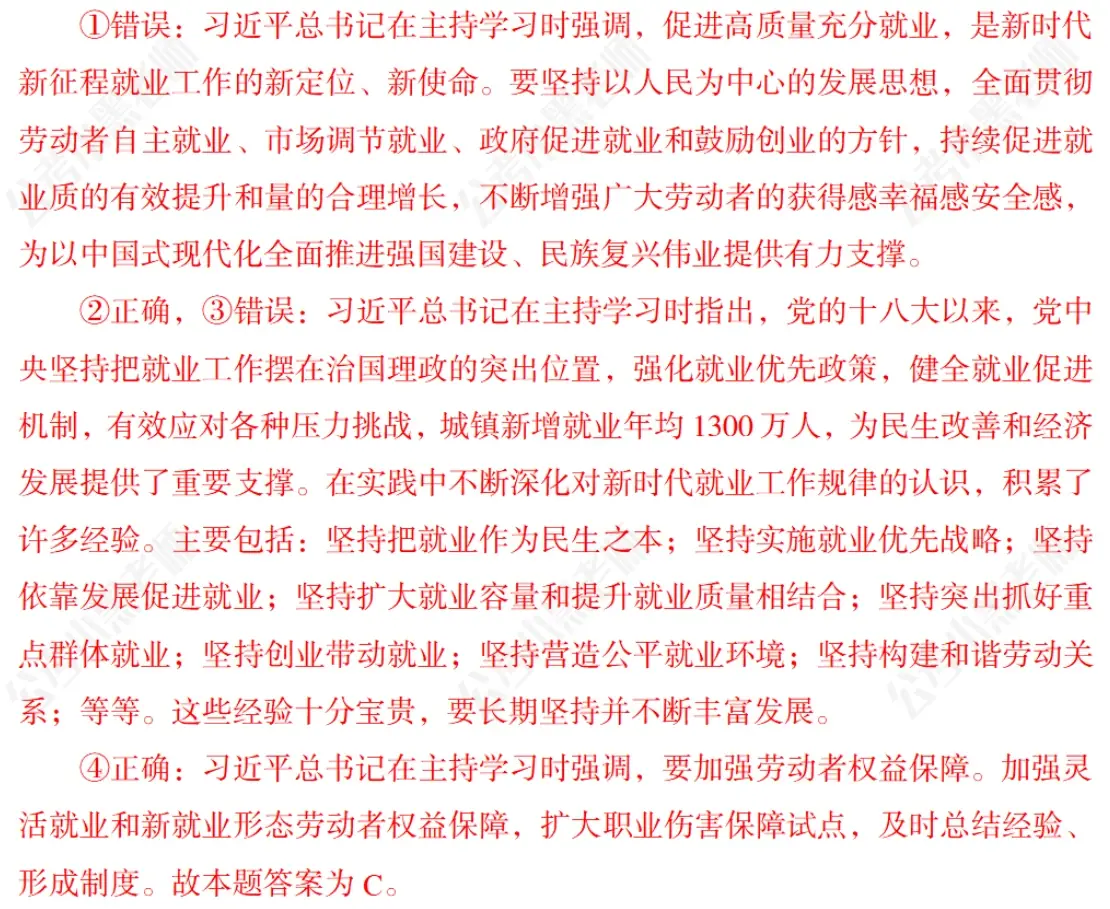 ①错误：习近平总书记在主持学习时强调，促进高质量充分就业，是新时代
新征程就业工作的新定位、新使命。要坚持以人民为中心的发展思想，全面贯彻
劳动者自主就业、市场调节就业、政府促进就业和鼓励创业的方针，持续促进就
业质的有效提升和量的合理增长，不断增强广大劳动者的获得感幸福感安全感，
为以中国式现代化全面推进强国建设、民族复兴伟业提供有力支撑。
②正确，③错误：习近平总书记在主持学习时指出，党的十八大以来，党中
央坚持把就业工作摆在治国理政的突出位置，强化就业优先政策，健全就业促进
机制，有效应对各种压力挑战，城镇新增就业年均 1300 万人，为民生改善和经济
发展提供了重要支撑。在实践中不断深化对新时代就业工作规律的认识，积累了
许多经验。主要包括：坚持把就业作为民生之本；坚持实施就业优先战略；坚持
依靠发展促进就业；坚持扩大就业容量和提升就业质量相结合；坚持突出抓好重
点群体就业；坚持创业带动就业；坚持营造公平就业环境；坚持构建和谐劳动关
系；等等。这些经验十分宝贵，要长期坚持并不断丰富发展。
④正确：习近平总书记在主持学习时强调，要加强劳动者权益保障。加强灵
活就业和新就业形态劳动者权益保障，扩大职业伤害保障试点，及时总结经验、
形成制度。故本题答案为 C。